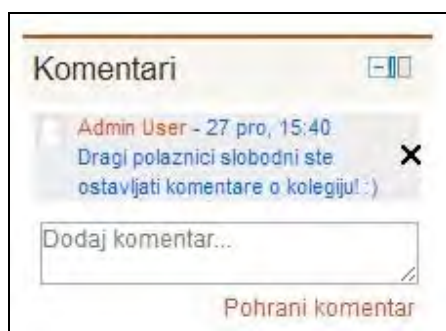 Komentari
Admin User - 27 pro, 15:40
Dragi polaznici slobodni ste
ostavljati komentare o kolegiju! :)
Dodaj komentar...
Pohrani komentar